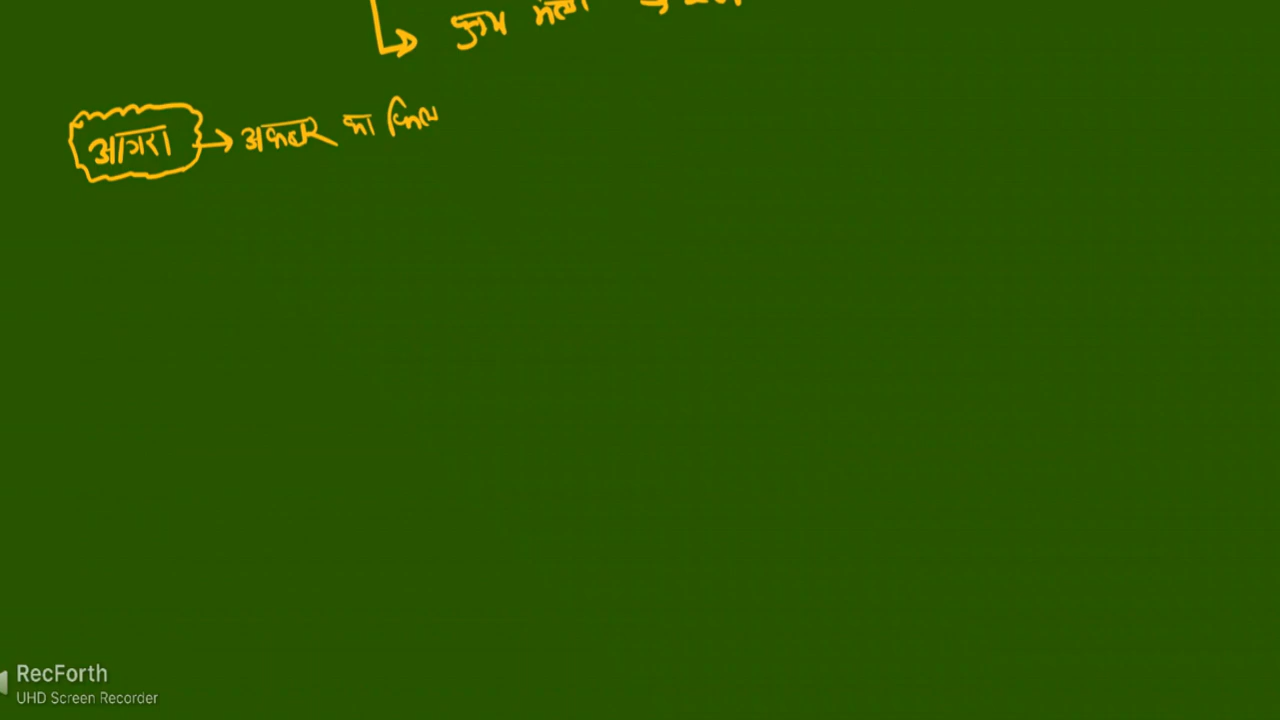 कुम्भ मेला →
आगरा → अकबर का किल
RecForth
UHD Screen Recorder